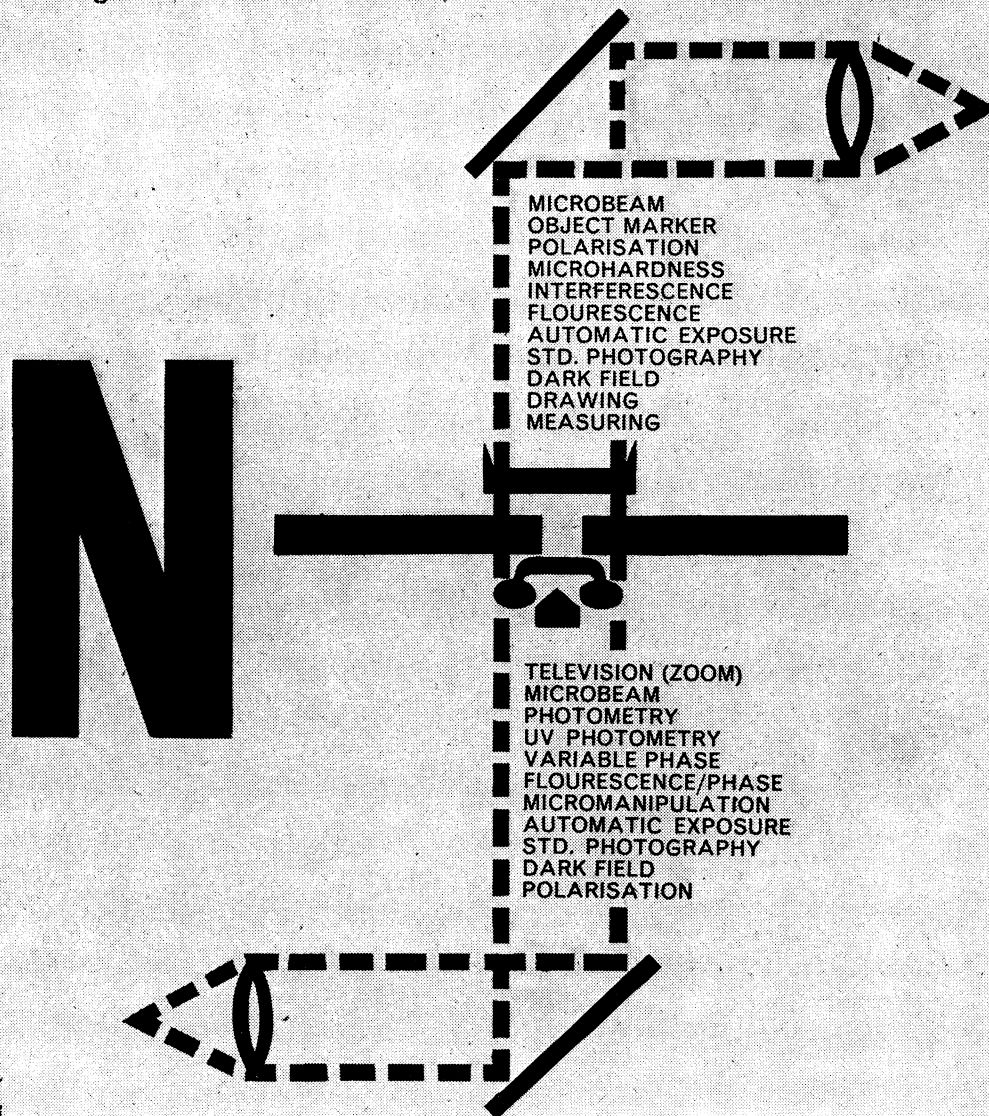 MICROBEAM
OBJECT MARKER
POLARISATION
MICROHARDNESS
INTERFERESCENCE
FLOURESCENCE
AUTOMATIC EXPOSURE
STD. PHOTOGRAPHY
DARK FIELD
DRAWING
MEASURING
N
TELEVISION (ZOOM)
MICROBEAM
PHOTOMETRY
UV PHOTOMETRY
VARIABLE PHASE
FLOURESCENCE/PHASE
MICROMANIPULATION
AUTOMATIC EXPOSURE
STD. PHOTOGRAPHY
DARK FIELD
POLARISATION